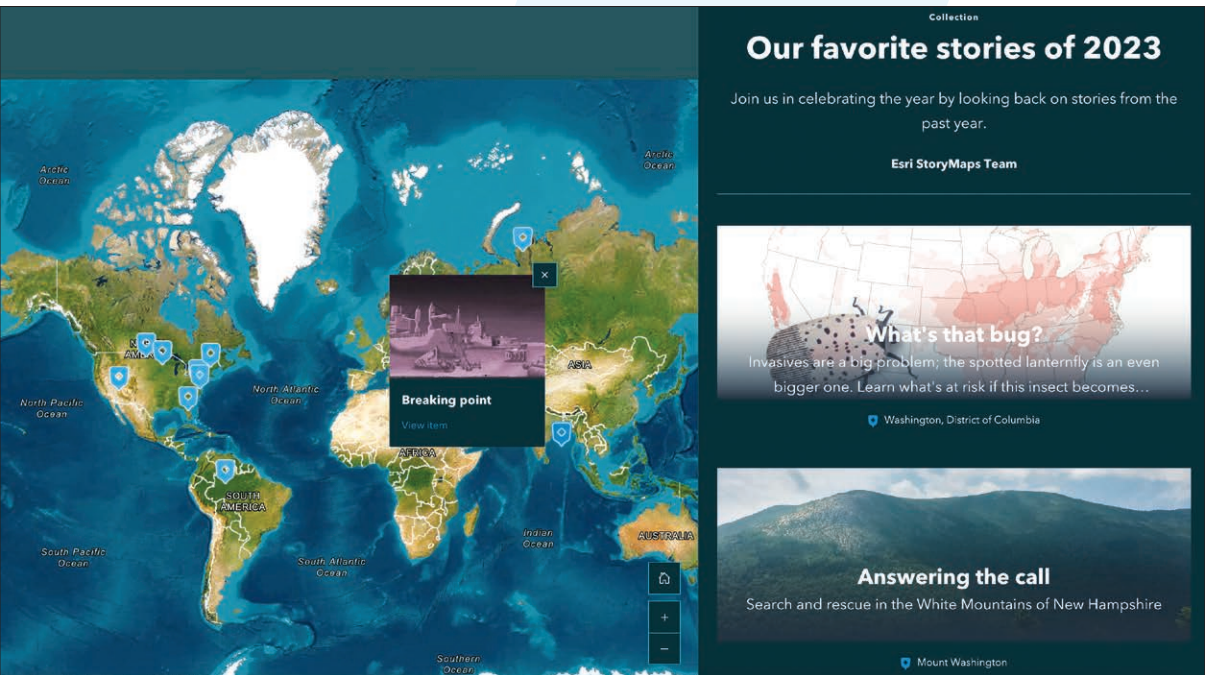 Arctic
Ocean
Arctic
Ocean
Breaking point
View item
ASIA
North Pacific
Ocean
North Atlantic
Ocean
AFRICA
SOUTH
AMERICA
Indian
Ocean
AUSTRALIA
South Pacific
Ocean
South Atlantic
Ocean
Southern
Ocean
+
−
Collection
Our favorite stories of 2023
Join us in celebrating the year by looking back on stories from the
past year.
Esri StoryMaps Team
What's that bug?
Invasives are a big problem; the spotted lanternfly is an even
bigger one. Learn what's at risk if this insect becomes…
Washington, District of Columbia
Answering the call
Search and rescue in the White Mountains of New Hampshire
Mount Washington